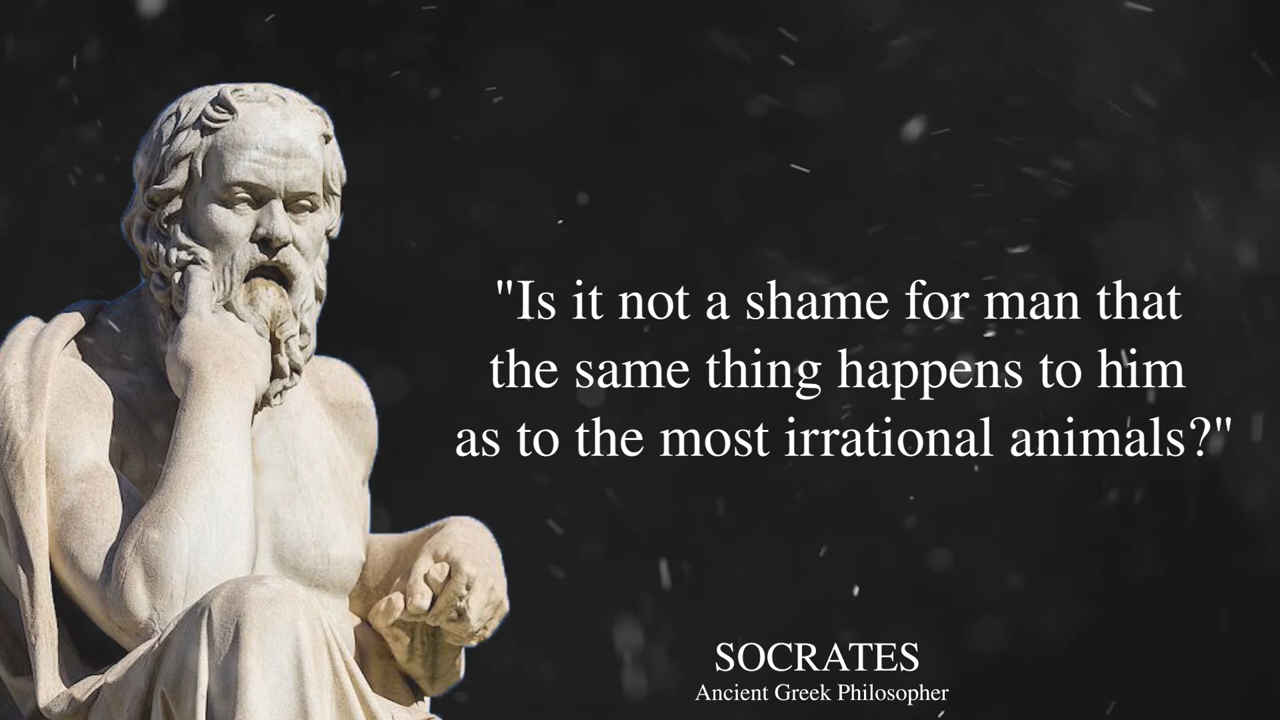 "Is it not a shame for man that
the same thing happens to him
as to the most irrational animals?"
SOCRATES
Ancient Greek Philosopher